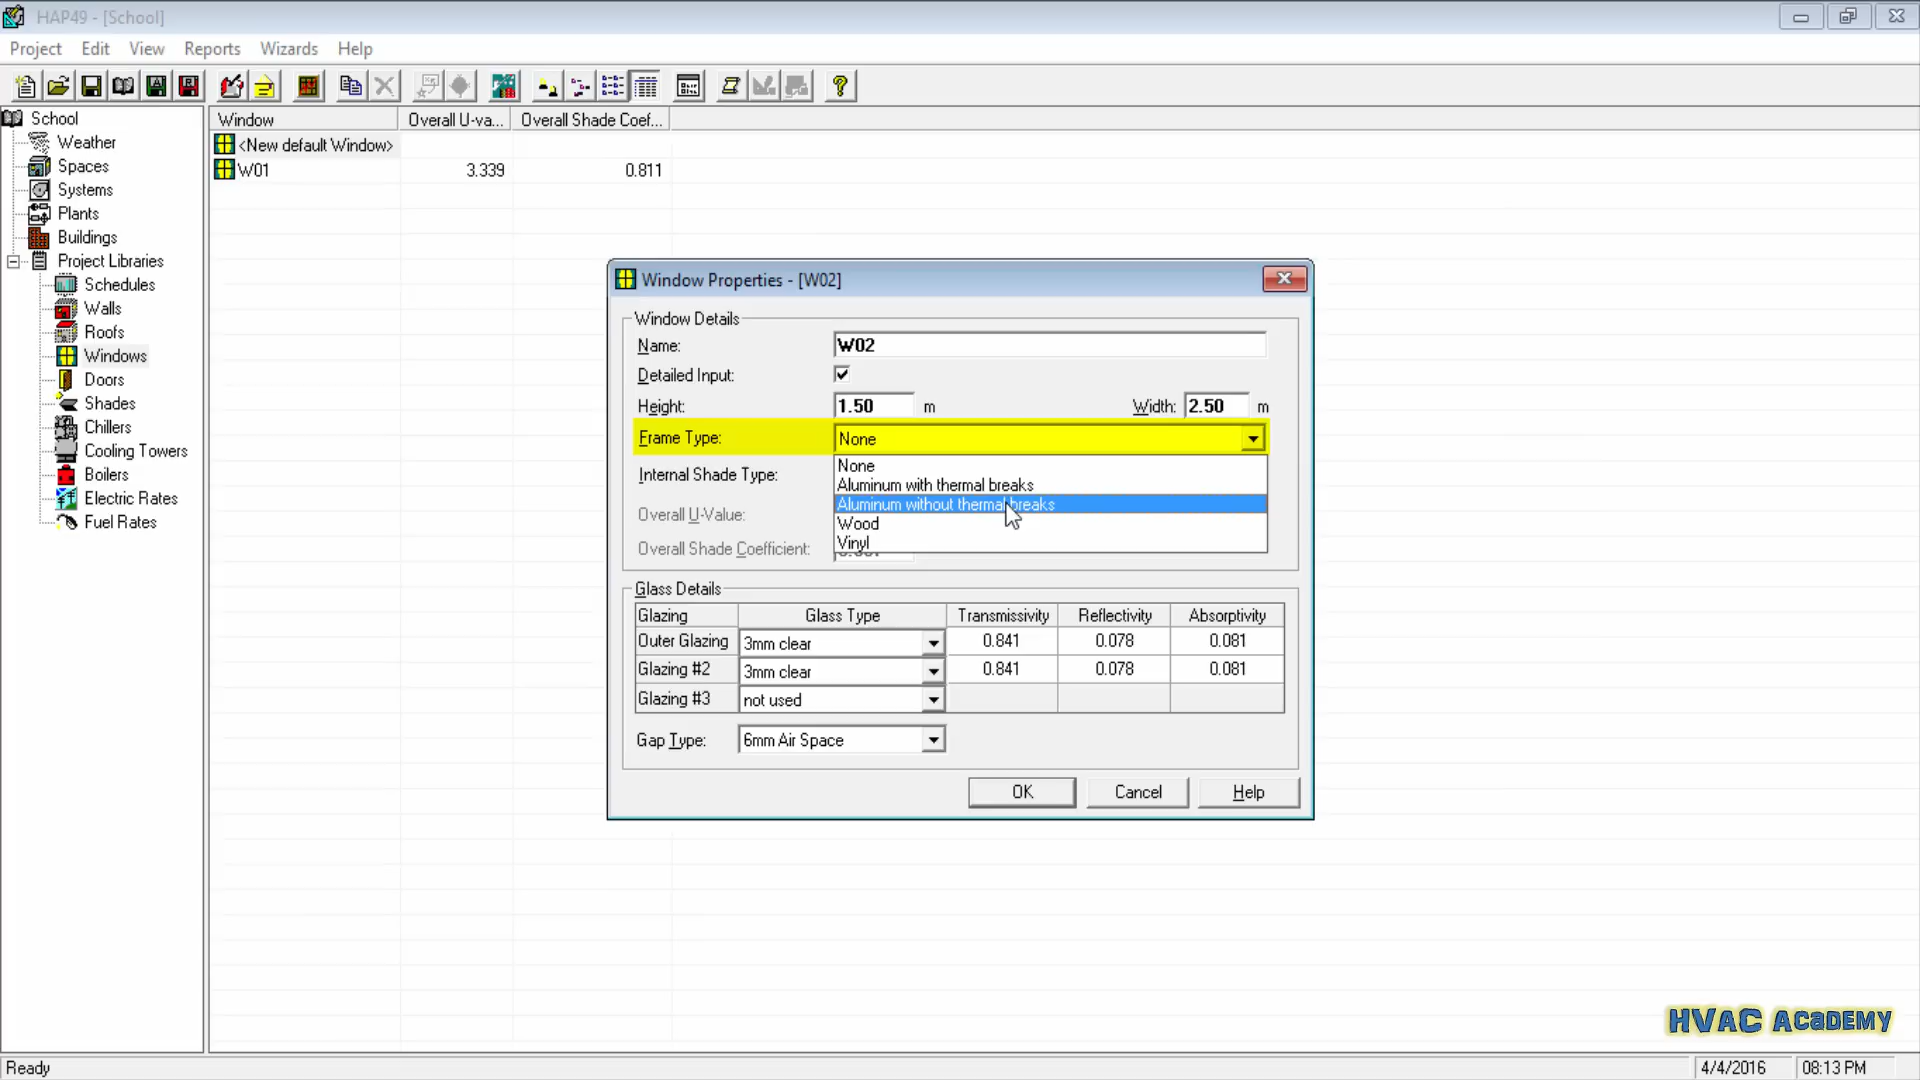 HAP49 - [School]
Project Edit View Reports Wizards Help
School
Weather
Spaces
Systems
Plants
Buildings
Project Libraries
Schedules
Walls
Roofs
Windows
Doors
Shades
Chillers
Cooling Towers
Boilers
Electric Rates
Fuel Rates
Window Overall U-va... Overall Shade Coef...
<New default Window>
W01 3.339 0.811
Window Properties - [W02]
Window Details
Name: W02
Detailed Input:
Height: 1.50 m Width: 2.50 m
Frame Type: None
None
Internal Shade Type:
Aluminum with thermal breaks
Aluminum without thermal breaks
Overall U-Value:
Wood
Vinyl
Overall Shade Coefficient:
Glass Details
Glazing Glass Type Transmissivity Reflectivity Absorptivity
Outer Glazing 3mm clear 0.841 0.078 0.081
Glazing #2 3mm clear 0.841 0.078 0.081
Glazing #3 not used
Gap Type: 6mm Air Space
OK Cancel Help
HVAC Academy
Ready 4/4/2016 08:13 PM